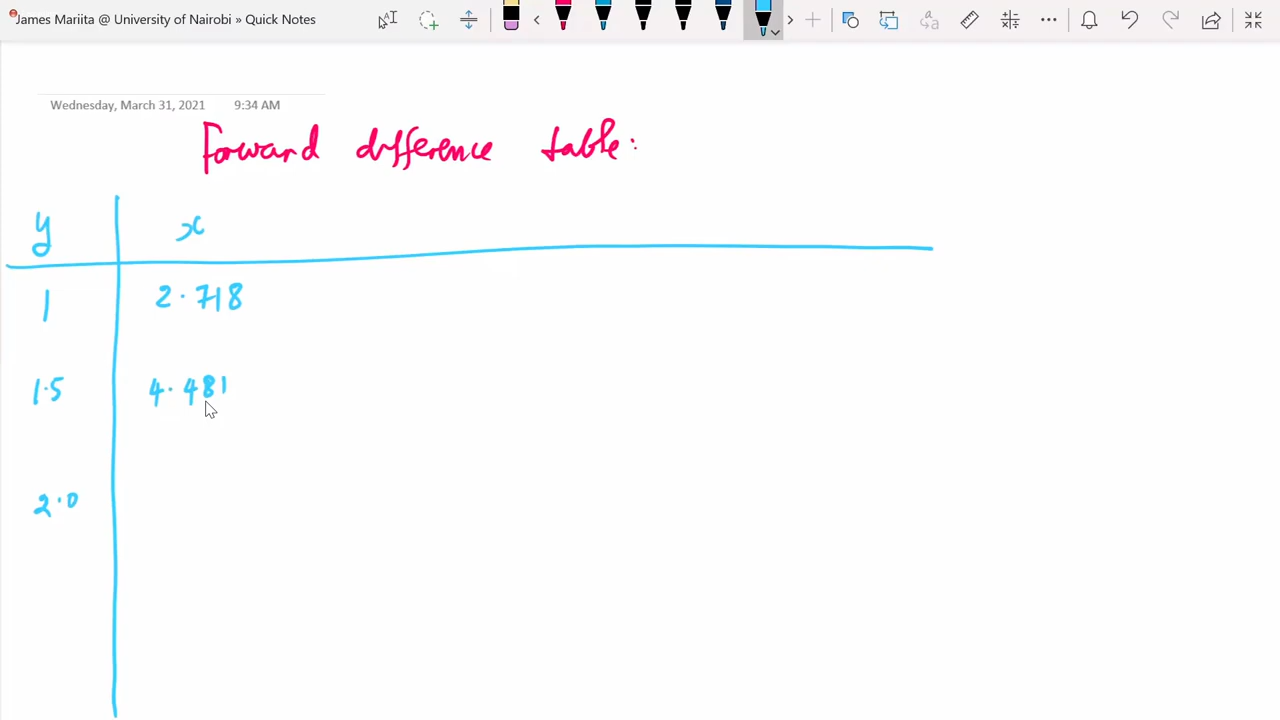 James Mariita @ University of Nairobi » Quick Notes
Wednesday, March 31, 2021 9:34 AM
Forward difference table:
y x
1 2.718
1.5 4.481
2.0